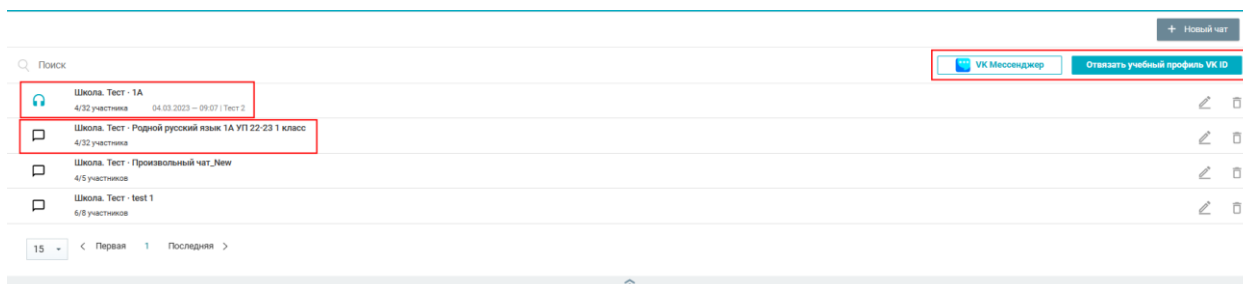 + Новый чат
Поиск
VK Мессенджер
Отвязать учебный профиль VK ID
Школа. Тест · 1А
4/32 участника 04.03.2023 — 09:07 | Тест 2
Школа. Тест · Родной русский язык 1А УП 22-23 1 класс
4/32 участника
Школа. Тест · Произвольный чат_New
4/5 участников
Школа. Тест · test 1
6/8 участников
15 < Первая 1 Последняя >